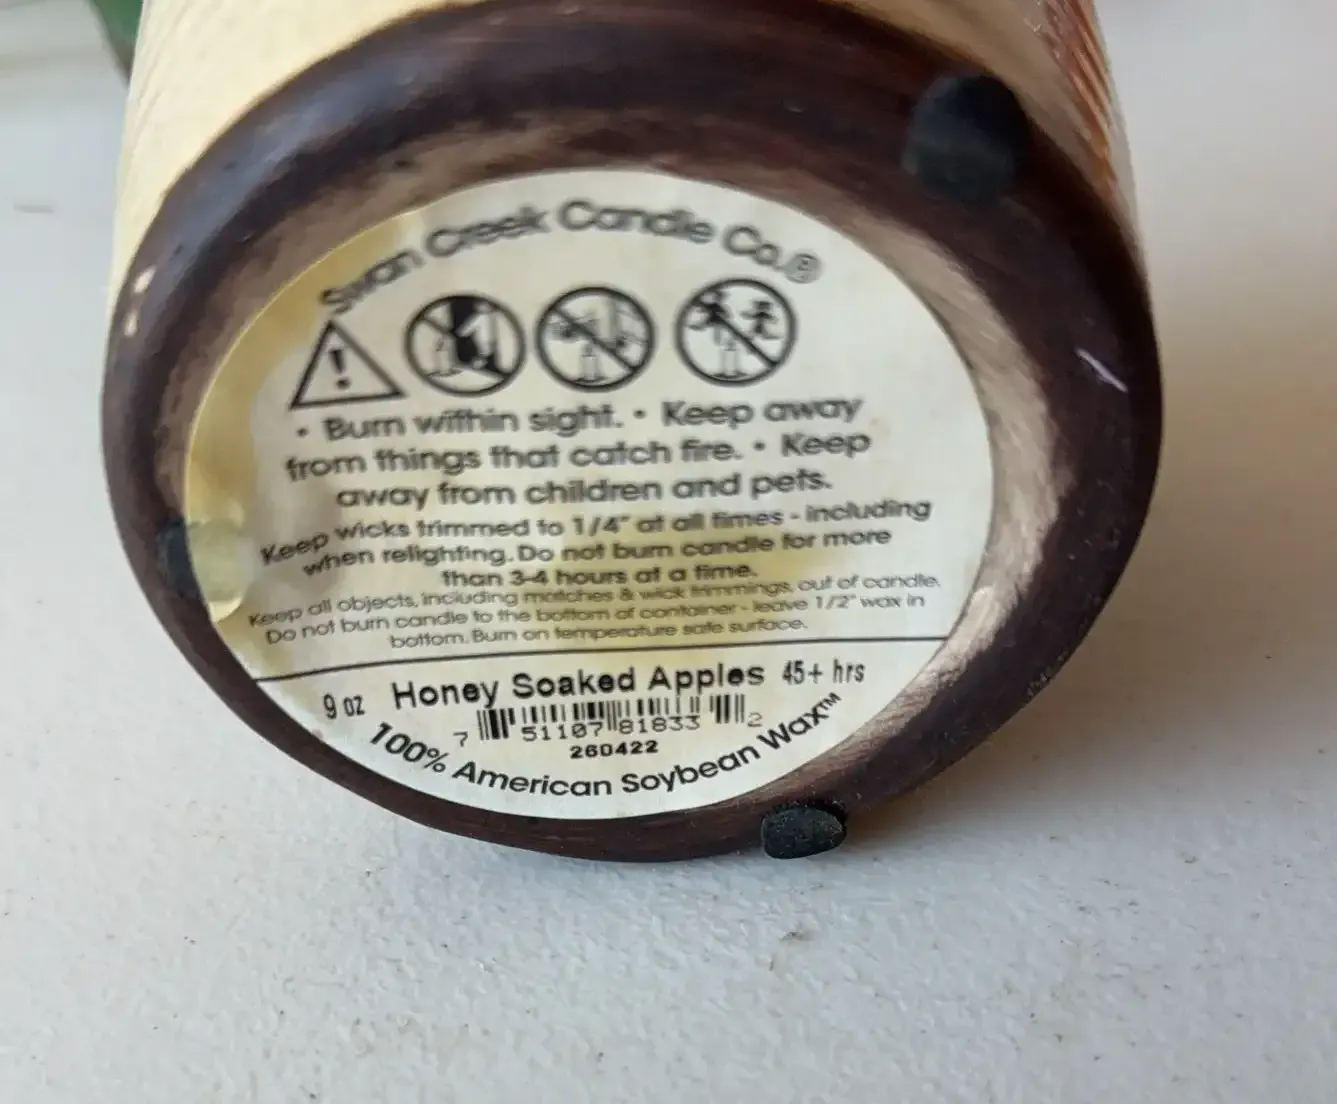 Swan Creek Candle Co.®
• Burn within sight. • Keep away
from things that catch fire. • Keep
away from children and pets.
Keep wicks trimmed to 1/4" at all times - including
when relighting. Do not burn candle for more
than 3-4 hours at a time.
Keep all objects, including matches & wick trimmings, out of candle.
Do not burn candle to the bottom of container - leave 1/2" wax in
bottom. Burn on temperature safe surface.
9 oz Honey Soaked Apples 45+ hrs
7 51107 81833 2
260422
100% American Soybean Wax™